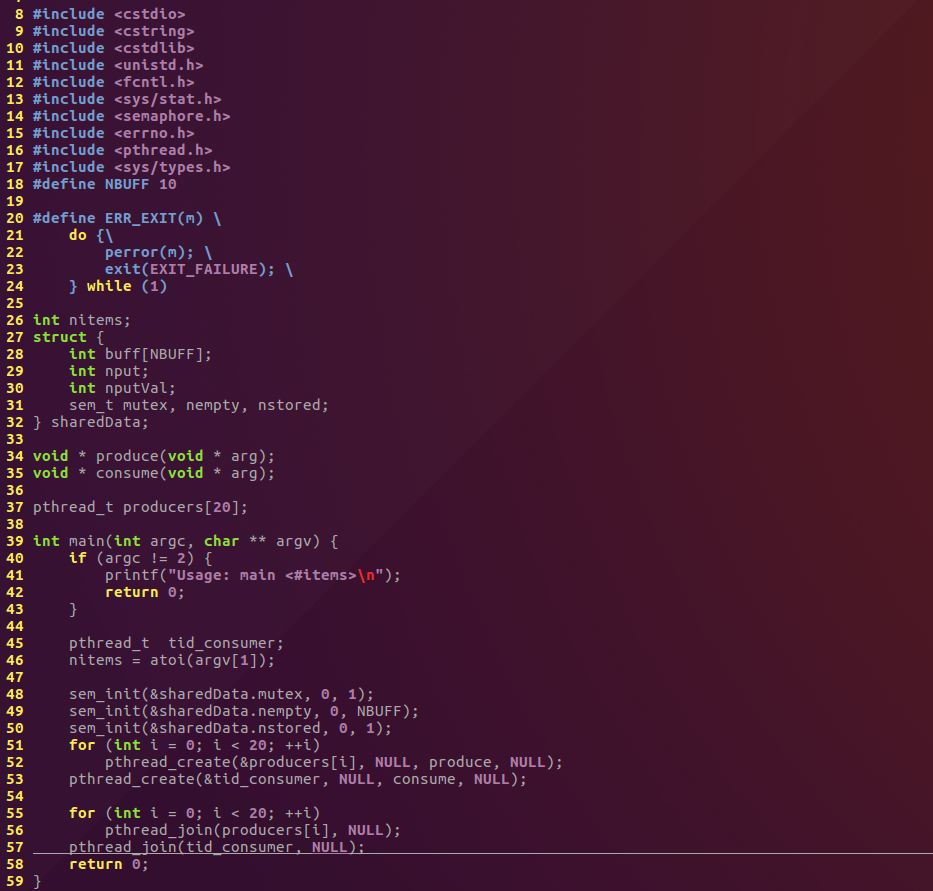 8 #include <cstdio>
9 #include <cstring>
10 #include <cstdlib>
11 #include <unistd.h>
12 #include <fcntl.h>
13 #include <sys/stat.h>
14 #include <semaphore.h>
15 #include <errno.h>
16 #include <pthread.h>
17 #include <sys/types.h>
18 #define NBUFF 10
19
20 #define ERR_EXIT(m) \
21     do {\
22         perror(m); \
23         exit(EXIT_FAILURE); \
24     } while (1)
25
26 int nitems;
27 struct {
28     int buff[NBUFF];
29     int nput;
30     int nputVal;
31     sem_t mutex, nempty, nstored;
32 } sharedData;
33
34 void * produce(void * arg);
35 void * consume(void * arg);
36
37 pthread_t producers[20];
38
39 int main(int argc, char ** argv) {
40     if (argc != 2) {
41         printf("Usage: main <#items>\n");
42         return 0;
43     }
44
45     pthread_t  tid_consumer;
46     nitems = atoi(argv[1]);
47
48     sem_init(&sharedData.mutex, 0, 1);
49     sem_init(&sharedData.nempty, 0, NBUFF);
50     sem_init(&sharedData.nstored, 0, 1);
51     for (int i = 0; i < 20; ++i)
52         pthread_create(&producers[i], NULL, produce, NULL);
53     pthread_create(&tid_consumer, NULL, consume, NULL);
54
55     for (int i = 0; i < 20; ++i)
56         pthread_join(producers[i], NULL);
57     pthread_join(tid_consumer, NULL);
58     return 0;
59 }